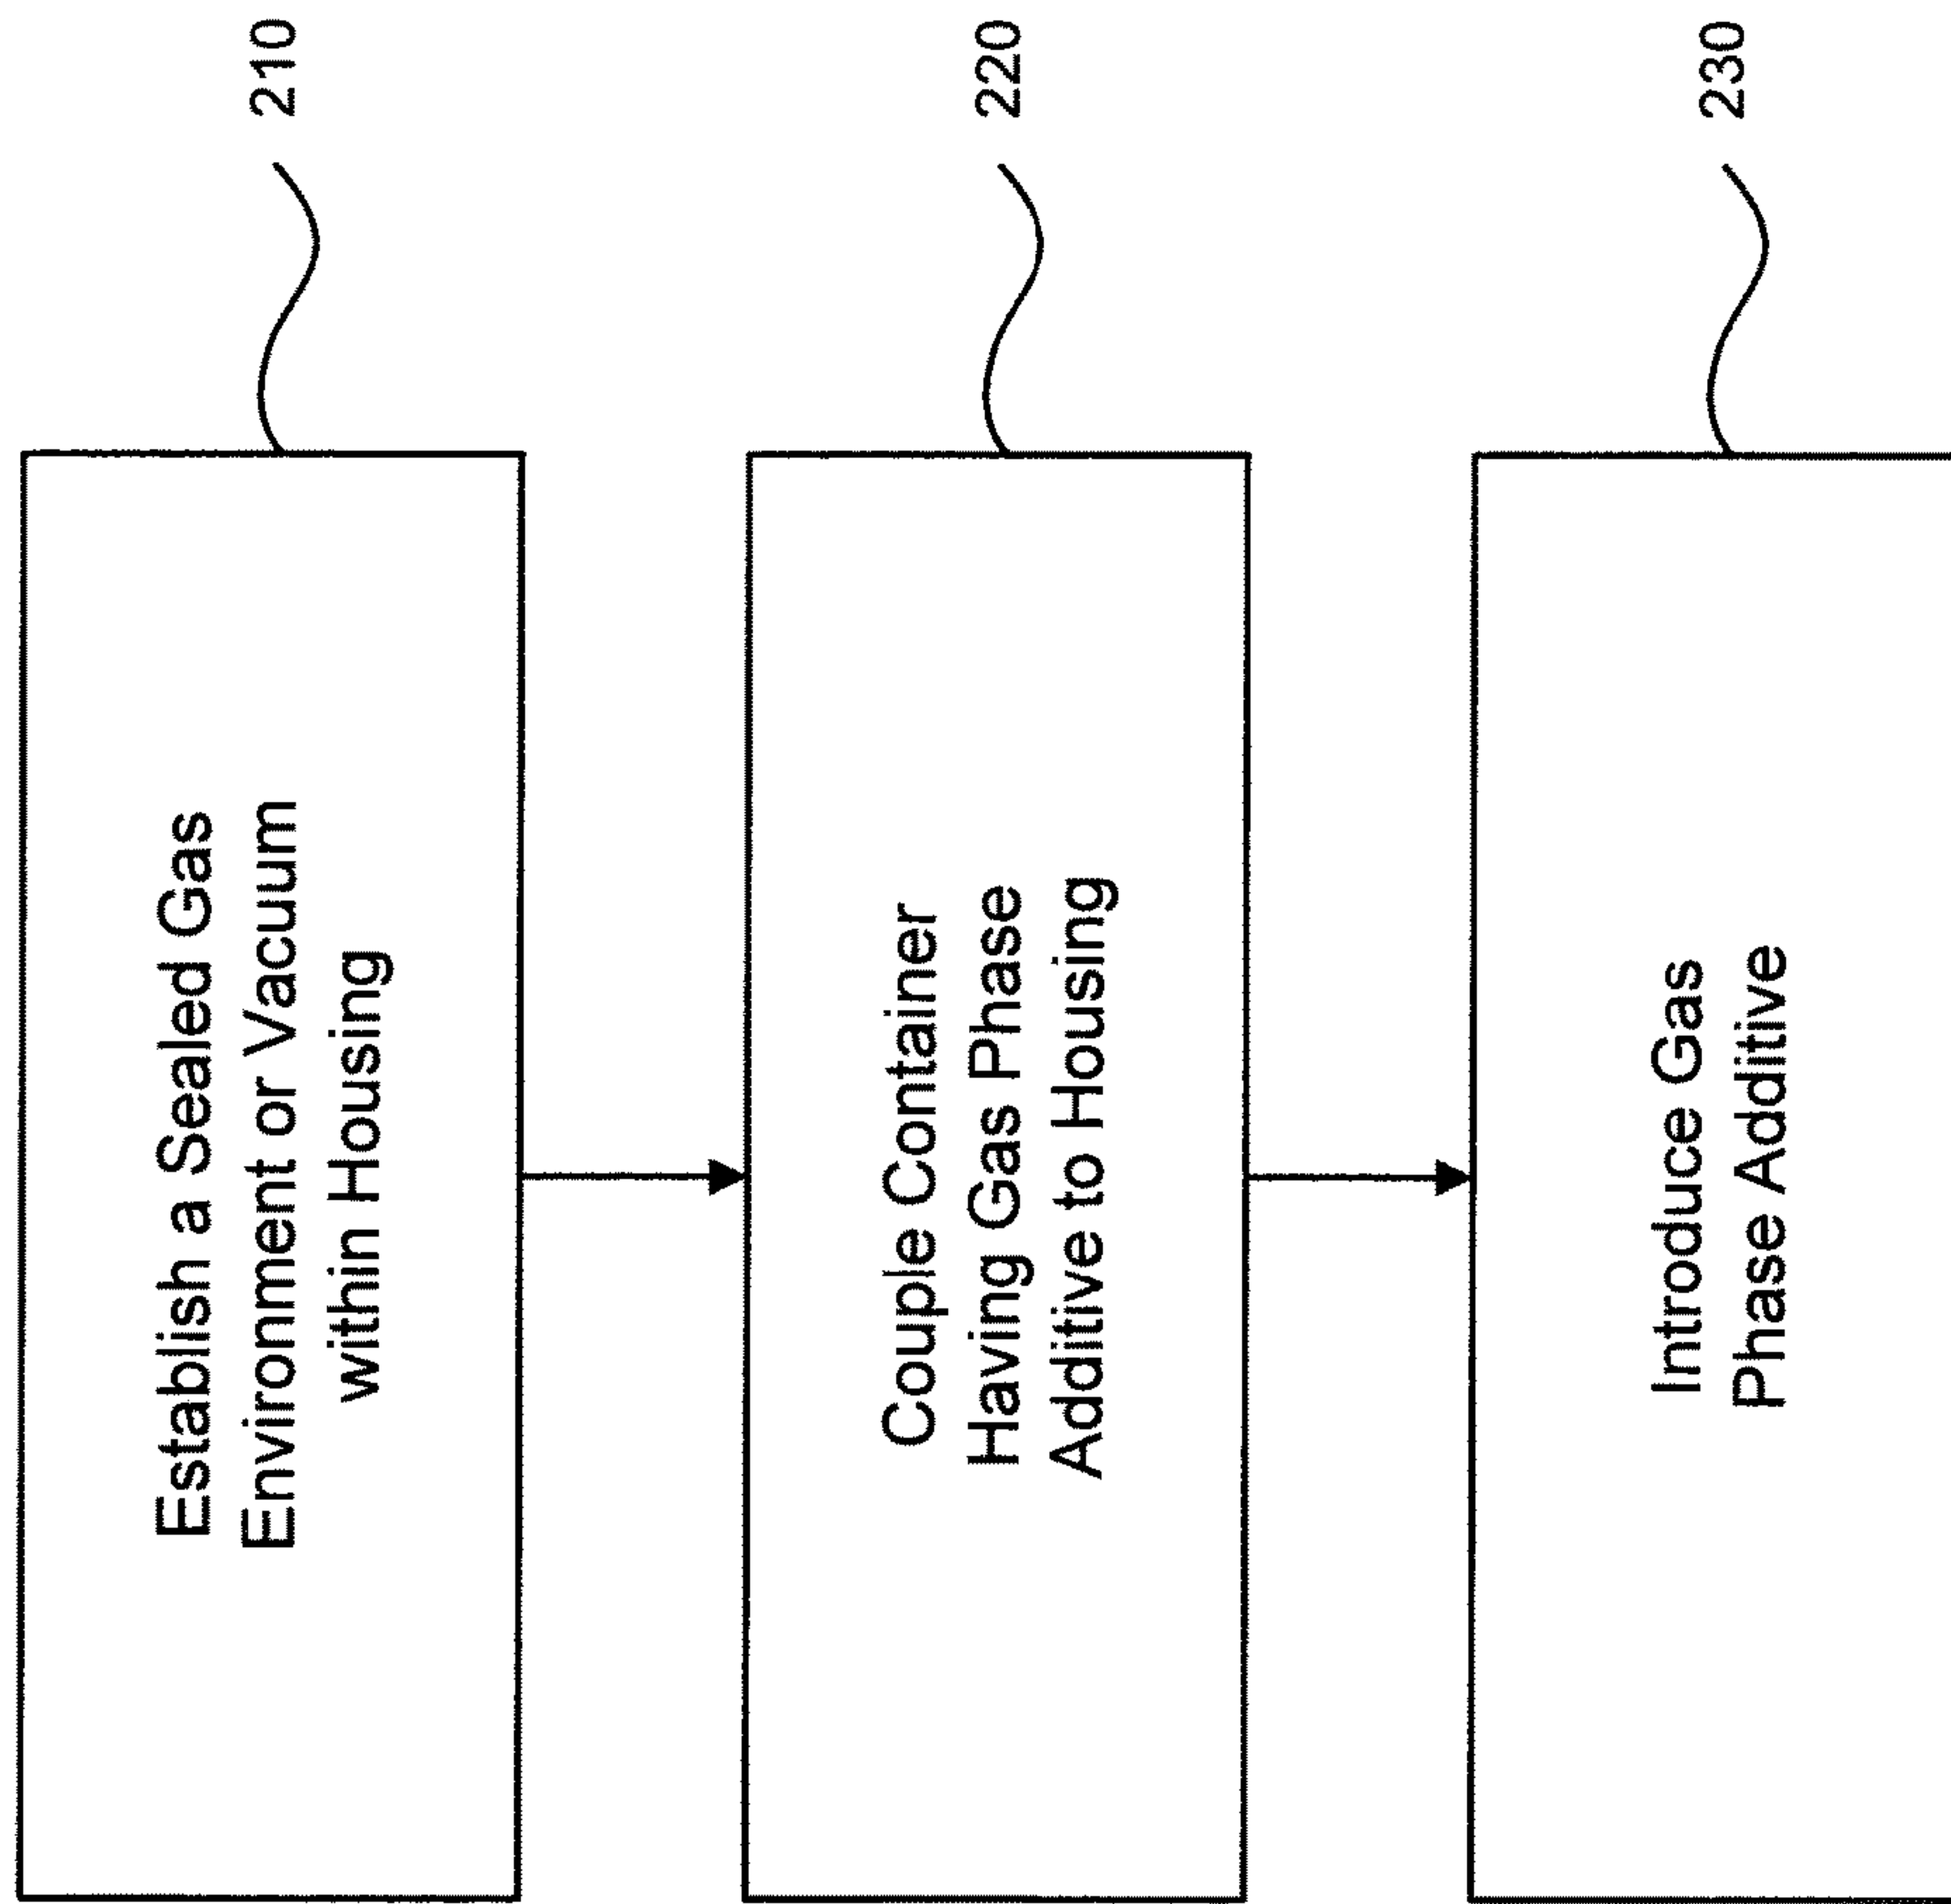 Establish a Sealed Gas
Environment or Vacuum
within Housing
210
Couple Container
Having Gas Phase
Additive to Housing
220
Introduce Gas
Phase Additive
230